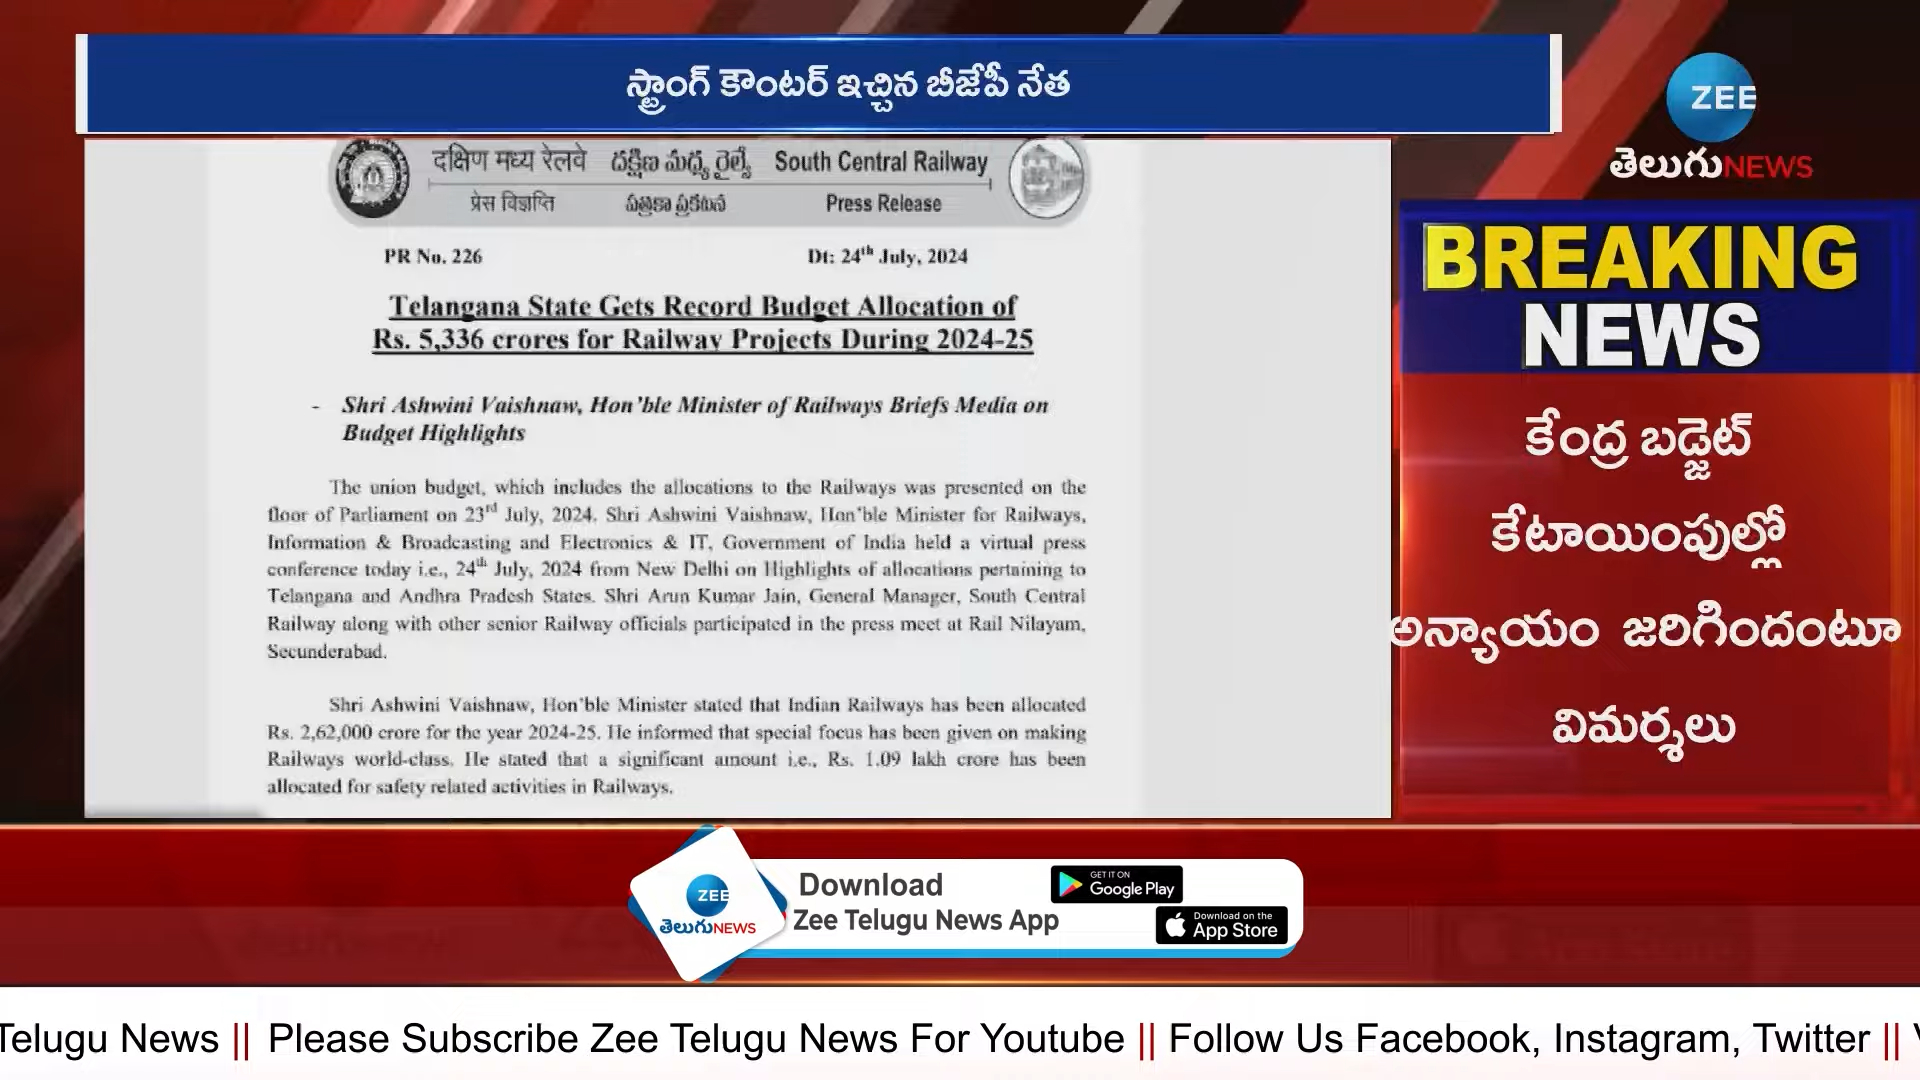 స్ట్రాంగ్ కౌంటర్ ఇచ్చిన బీజేపీ నేత
ZEE
తెలుగు NEWS
दक्षिण मध्य रेलवे దక్షిణ మధ్య రైల్వే South Central Railway
प्रेस विज्ञप्ति పత్రికా ప్రకటన Press Release
PR No. 226 Dt: 24th July, 2024
Telangana State Gets Record Budget Allocation of
Rs. 5,336 crores for Railway Projects During 2024-25
- Shri Ashwini Vaishnaw, Hon'ble Minister of Railways Briefs Media on
Budget Highlights
The union budget, which includes the allocations to the Railways was presented on the
floor of Parliament on 23rd July, 2024. Shri Ashwini Vaishnaw, Hon'ble Minister for Railways,
Information & Broadcasting and Electronics & IT, Government of India held a virtual press
conference today i.e., 24th July, 2024 from New Delhi on Highlights of allocations pertaining to
Telangana and Andhra Pradesh States. Shri Arun Kumar Jain, General Manager, South Central
Railway along with other senior Railway officials participated in the press meet at Rail Nilayam,
Secunderabad.
Shri Ashwini Vaishnaw, Hon'ble Minister stated that Indian Railways has been allocated
Rs. 2,62,000 crore for the year 2024-25. He informed that special focus has been given on making
Railways world-class. He stated that a significant amount i.e., Rs. 1.09 lakh crore has been
allocated for safety related activities in Railways.
BREAKING
NEWS
కేంద్ర బడ్జెట్
కేటాయింపుల్లో
అన్యాయం జరిగిందంటూ
విమర్శలు
ZEE
తెలుగు NEWS
Download
Zee Telugu News App
GET IT ON
Google Play
Download on the
App Store
Telugu News || Please Subscribe Zee Telugu News For Youtube || Follow Us Facebook, Instagram, Twitter ||